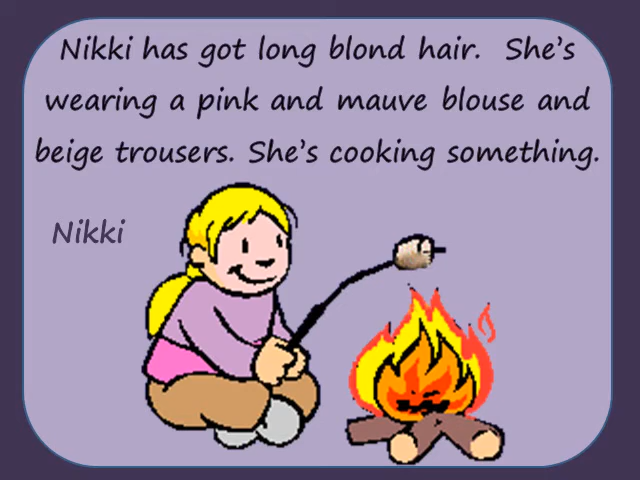 Nikki has got long blond hair. She's
wearing a pink and mauve blouse and
beige trousers. She's cooking something.
Nikki